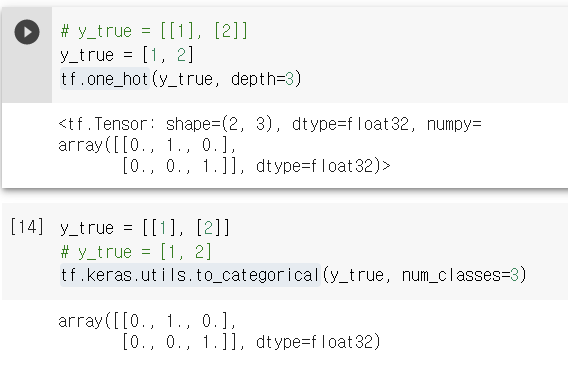 # y_true = [[1], [2]]
y_true = [1, 2]
tf.one_hot(y_true, depth=3)
<tf.Tensor: shape=(2, 3), dtype=float32, numpy=
array([[0., 1., 0.],
       [0., 0., 1.]], dtype=float32)>
[14] y_true = [[1], [2]]
# y_true = [1, 2]
tf.keras.utils.to_categorical(y_true, num_classes=3)
array([[0., 1., 0.],
       [0., 0., 1.]], dtype=float32)